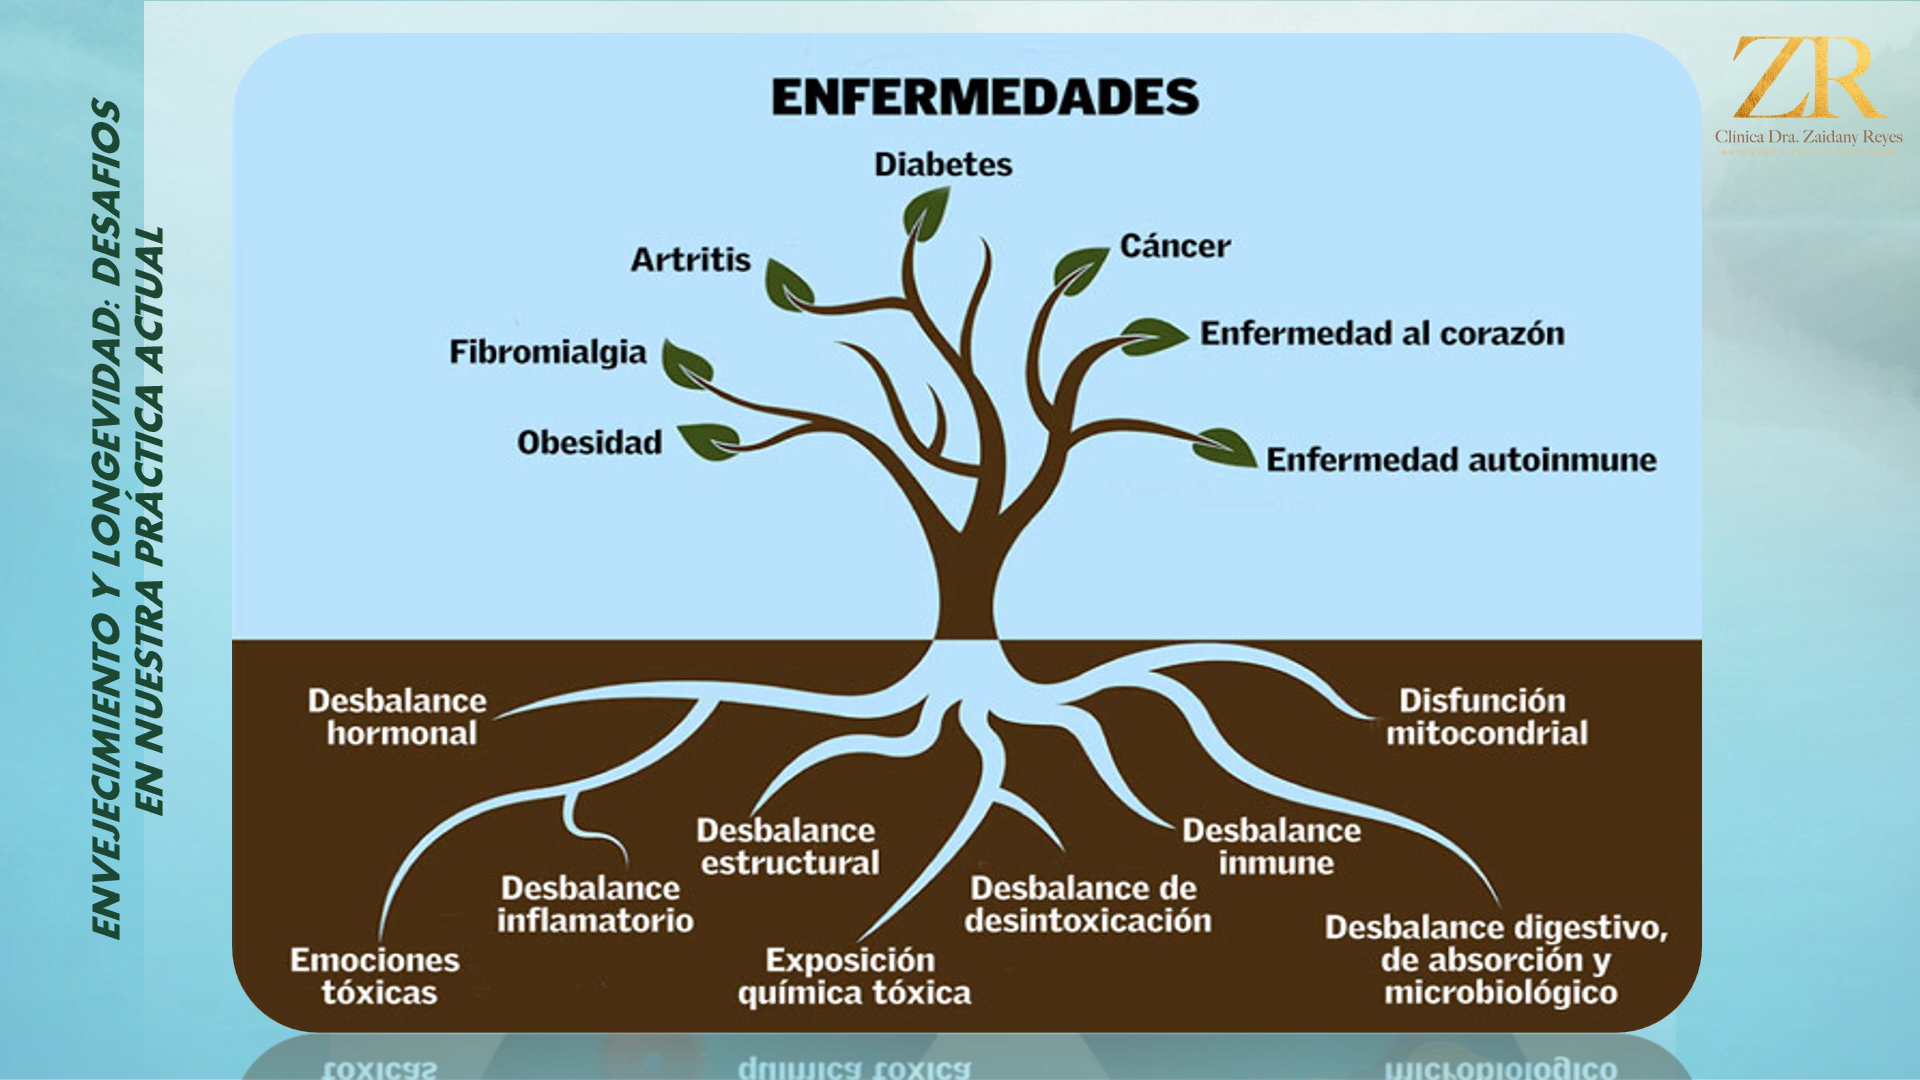 ENVEJECIMIENTO Y LONGEVIDAD: DESAFIOS
EN NUESTRA PRÁCTICA ACTUAL
ZR
Clínica Dra. Zaidany Reyes
ENFERMEDADES
Diabetes
Cáncer
Artritis
Enfermedad al corazón
Fibromialgia
Obesidad
Enfermedad autoinmune
Desbalance
hormonal
Disfunción
mitocondrial
Desbalance
estructural
Desbalance
inmune
Desbalance
inflamatorio
Desbalance de
desintoxicación
Desbalance digestivo,
de absorción y
microbiológico
Emociones
tóxicas
Exposición
química tóxica